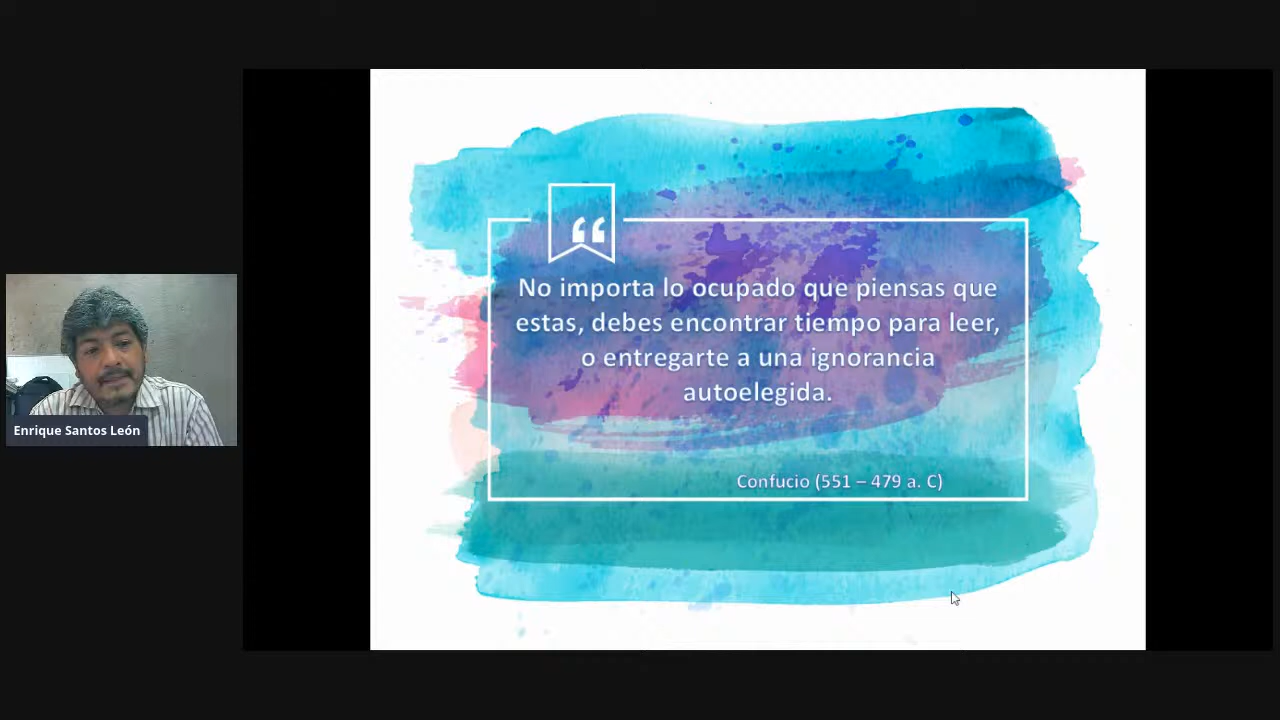 “
No importa lo ocupado que piensas que
estas, debes encontrar tiempo para leer,
o entregarte a una ignorancia
autoelegida.
Confucio (551 – 479 a. C)
Enrique Santos León